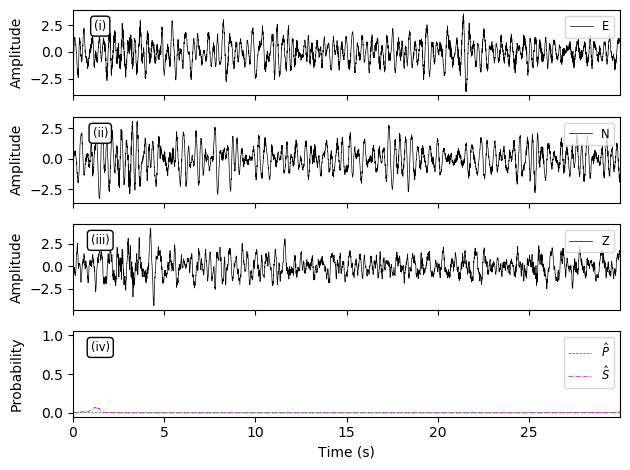 (i)
E
Amplitude
2.5
0.0
−2.5
(ii)
N
Amplitude
2.5
0.0
−2.5
(iii)
Z
Amplitude
2.5
0.0
−2.5
(iv)
P̂
Ŝ
Probability
1.0
0.5
0.0
0 5 10 15 20 25
Time (s)